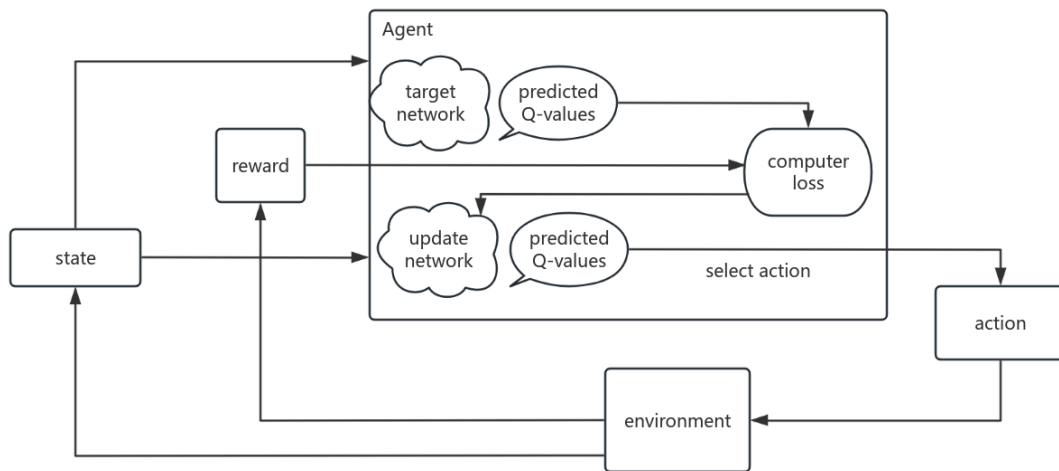 Agent
target
network
predicted
Q-values
reward
computer
loss
state
update
network
predicted
Q-values
select action
action
environment